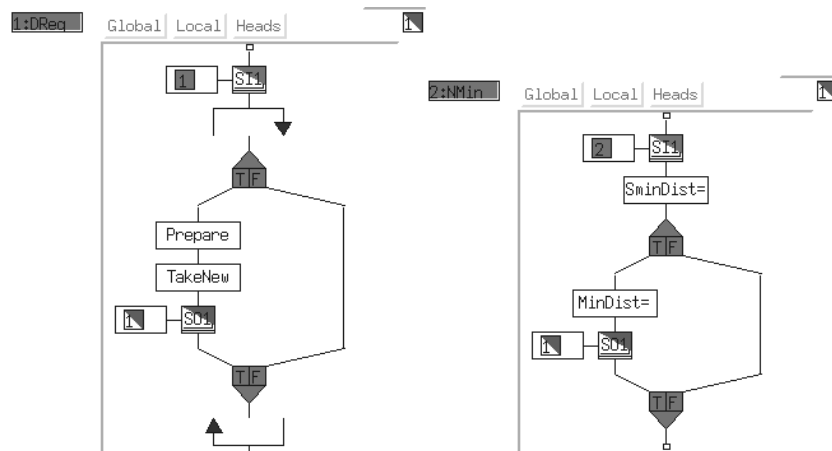 1:DReq Global Local Heads 1
1 SI1
T F
Prepare
TakeNew
1 SO1
T F
2:NMin Global Local Heads 1
2 SI1
SminDist=
T F
MinDist=
1 SO1
T F